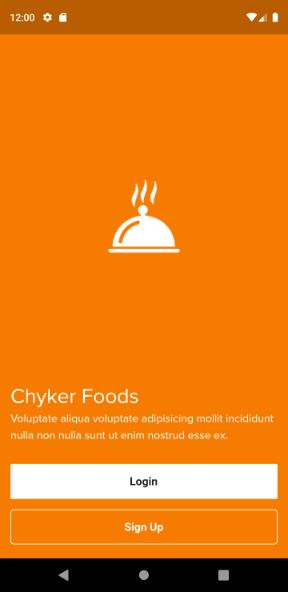 12:00
Chyker Foods
Voluptate aliqua voluptate adipisicing mollit incididunt
nulla non nulla sunt ut enim nostrud esse ex.
Login
Sign Up